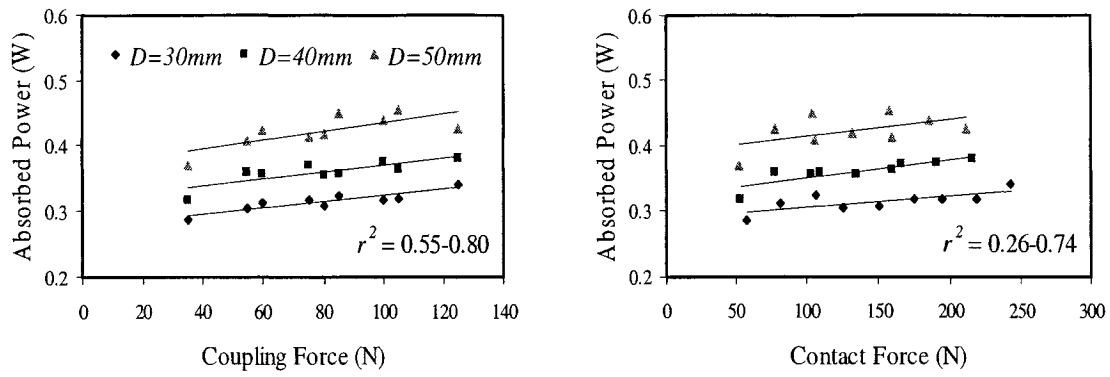 0.6
0.5
0.4
0.3
0.2
Absorbed Power (W)
D=30mm D=40mm D=50mm
r² = 0.55-0.80
0 20 40 60 80 100 120 140
Coupling Force (N)
0.6
0.5
0.4
0.3
0.2
Absorbed Power (W)
r² = 0.26-0.74
0 50 100 150 200 250 300
Contact Force (N)